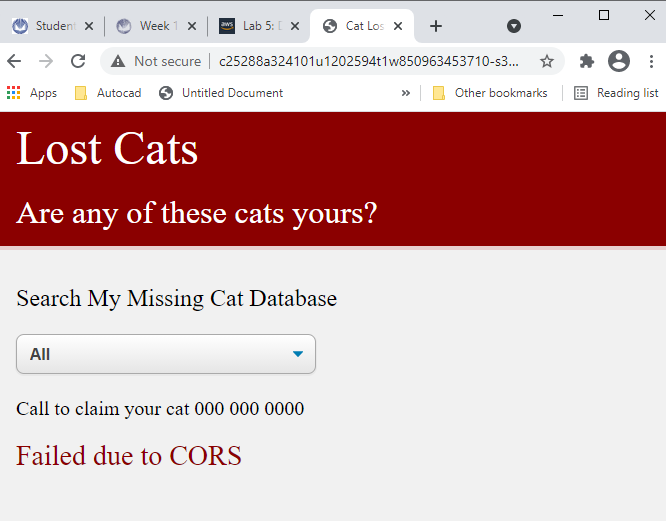 Student
Week 1
aws
Lab 5: D
Cat Los
Not secure
c25288a324101u1202594t1w850963453710-s3...
Apps
Autocad
Untitled Document
»
Other bookmarks
Reading list
Lost Cats
Are any of these cats yours?
Search My Missing Cat Database
All
Call to claim your cat 000 000 0000
Failed due to CORS